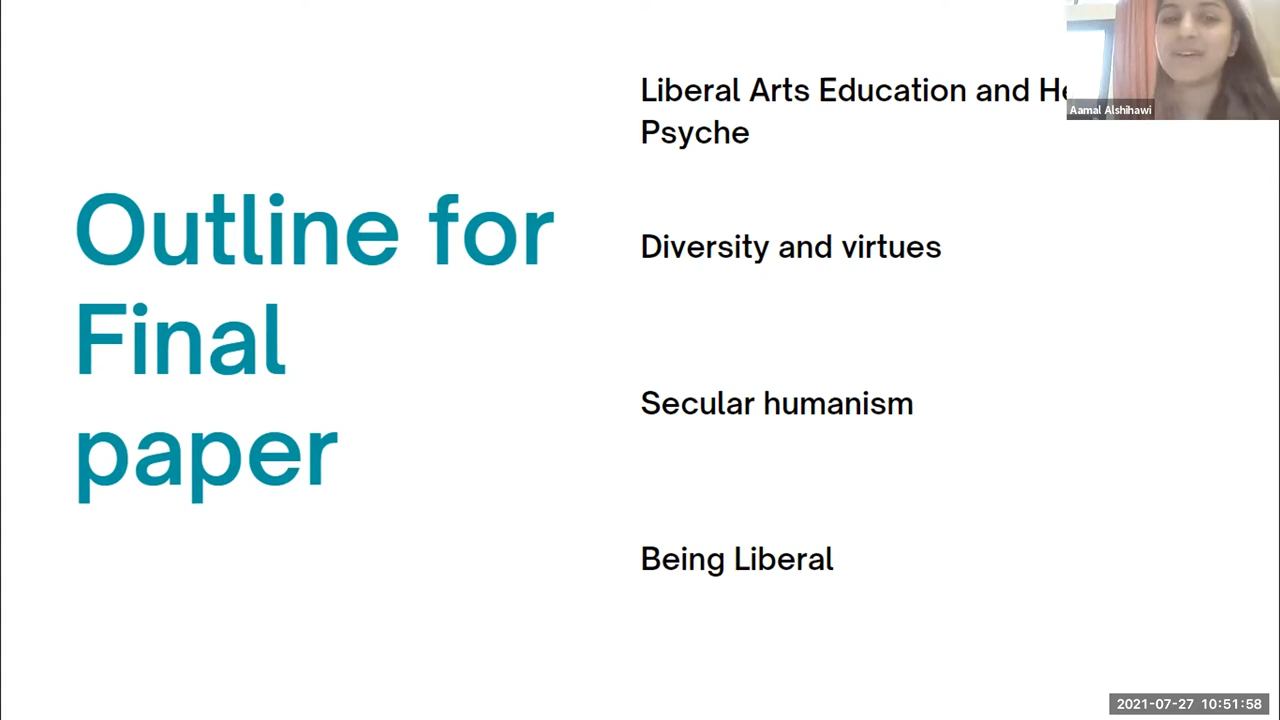 Outline for
Final
paper
Liberal Arts Education and
Psyche
Diversity and virtues
Secular humanism
Being Liberal
Aamal Alshihawi
2021-07-27 10:51:58